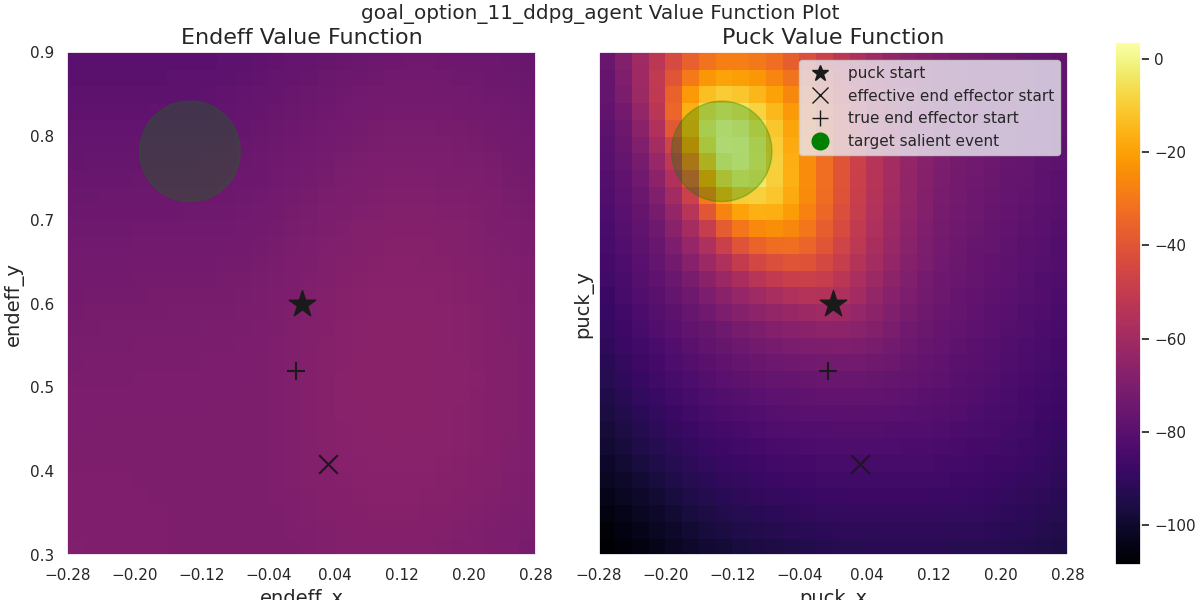 goal_option_11_ddpg_agent Value Function Plot
Endeff Value Function
Puck Value Function
puck start
effective end effector start
true end effector start
target salient event
endeff_y
0.9
0.8
0.7
0.6
0.5
0.4
0.3
−0.28 −0.20 −0.12 −0.04 0.04 0.12 0.20 0.28
endeff_x
puck_y
−0.28 −0.20 −0.12 −0.04 0.04 0.12 0.20 0.28
puck_x
0
−20
−40
−60
−80
−100